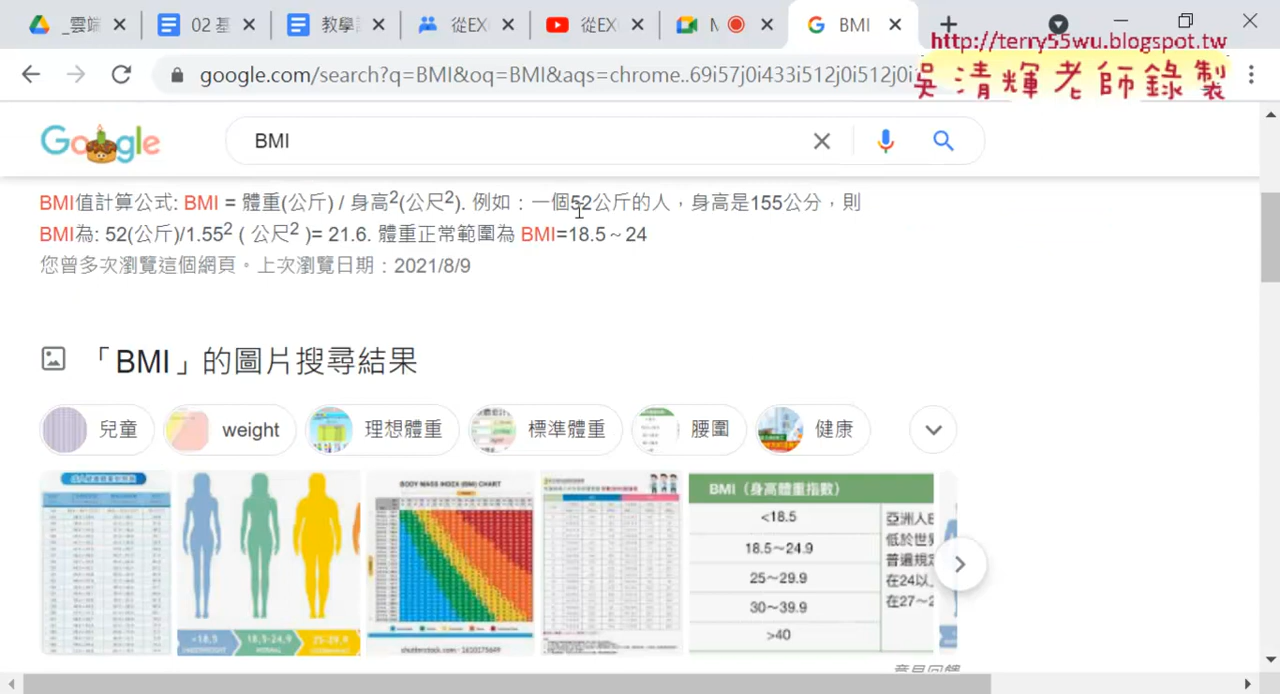 _雲端
02 基
教學
從EX
從EX
M
BMI
http://terry55wu.blogspot.tw
google.com/search?q=BMI&oq=BMI&aqs=chrome..69i57j0i433i512j0i512j0i
吳清輝老師錄製
Google
BMI
BMI值計算公式: BMI = 體重(公斤) / 身高2(公尺2). 例如：一個52公斤的人，身高是155公分，則
BMI為: 52(公斤)/1.552 ( 公尺2 )= 21.6. 體重正常範圍為 BMI=18.5～24
您曾多次瀏覽這個網頁。上次瀏覽日期：2021/8/9
「BMI」的圖片搜尋結果
兒童
weight
理想體重
標準體重
腰圍
健康
BODY MASS INDEX (BMI) CHART
shutterstock.com
<18.5
18.5-24.9
25-29.9
BMI（身高體重指數）
<18.5
18.5～24.9
25～29.9
30～39.9
>40
亞洲人B
低於世界
普遍規定
在24以
在27～2
意見回饋